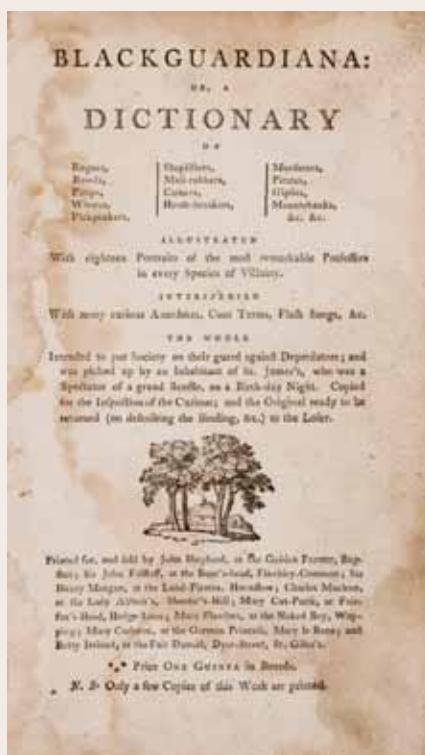 BLACKGUARDIANA:
OR, A
DICTIONARY
OF
Rogues,
Bawds,
Pimps,
Whores,
Pickpockets,
Shoplifters,
Mail-robbers,
Coiners,
House-breakers,
Murderers,
Pirates,
Gipsies,
Mountebanks,
&c. &c.
ILLUSTRATED
With eighteen Portraits of the most remarkable Professors
in every Species of Villainy.
INTERSPERSED
With many curious Anecdotes, Cant Terms, Flash Songs, &c.
THE WHOLE
Intended to put Society on their guard against Depredators; and
was picked up by an Inhabitant of St. James's, who was a
Spectator of a grand Scuffle, on a Birth-day Night. Copied
for the Inspection of the Curious; and the Original ready to be
returned (on describing the Binding, &c.) to the Loser.
Printed for, and sold by John Shepherd, at the Golden Farmer, Bag-
shot; Sir John Falstaff, at the Boar's-head, Finchley-Common; Sir
Henry Morgan, at the Land-Pirates, Hounslow; Charles
at the Lady Shooter's-Hill; Mary Cut-Purse, at
Head, Hedge-Lane; Mary Flanders, at the Naked Boy, Wap-
ping; Mary at the German Princess, Mary le Bone; and
Betty Ireland, at the Fair Dyot-Street, St. Giles's.
*⁎* Price ONE GUINEA in Boards.
N. B. Only a few Copies of this Work are printed.